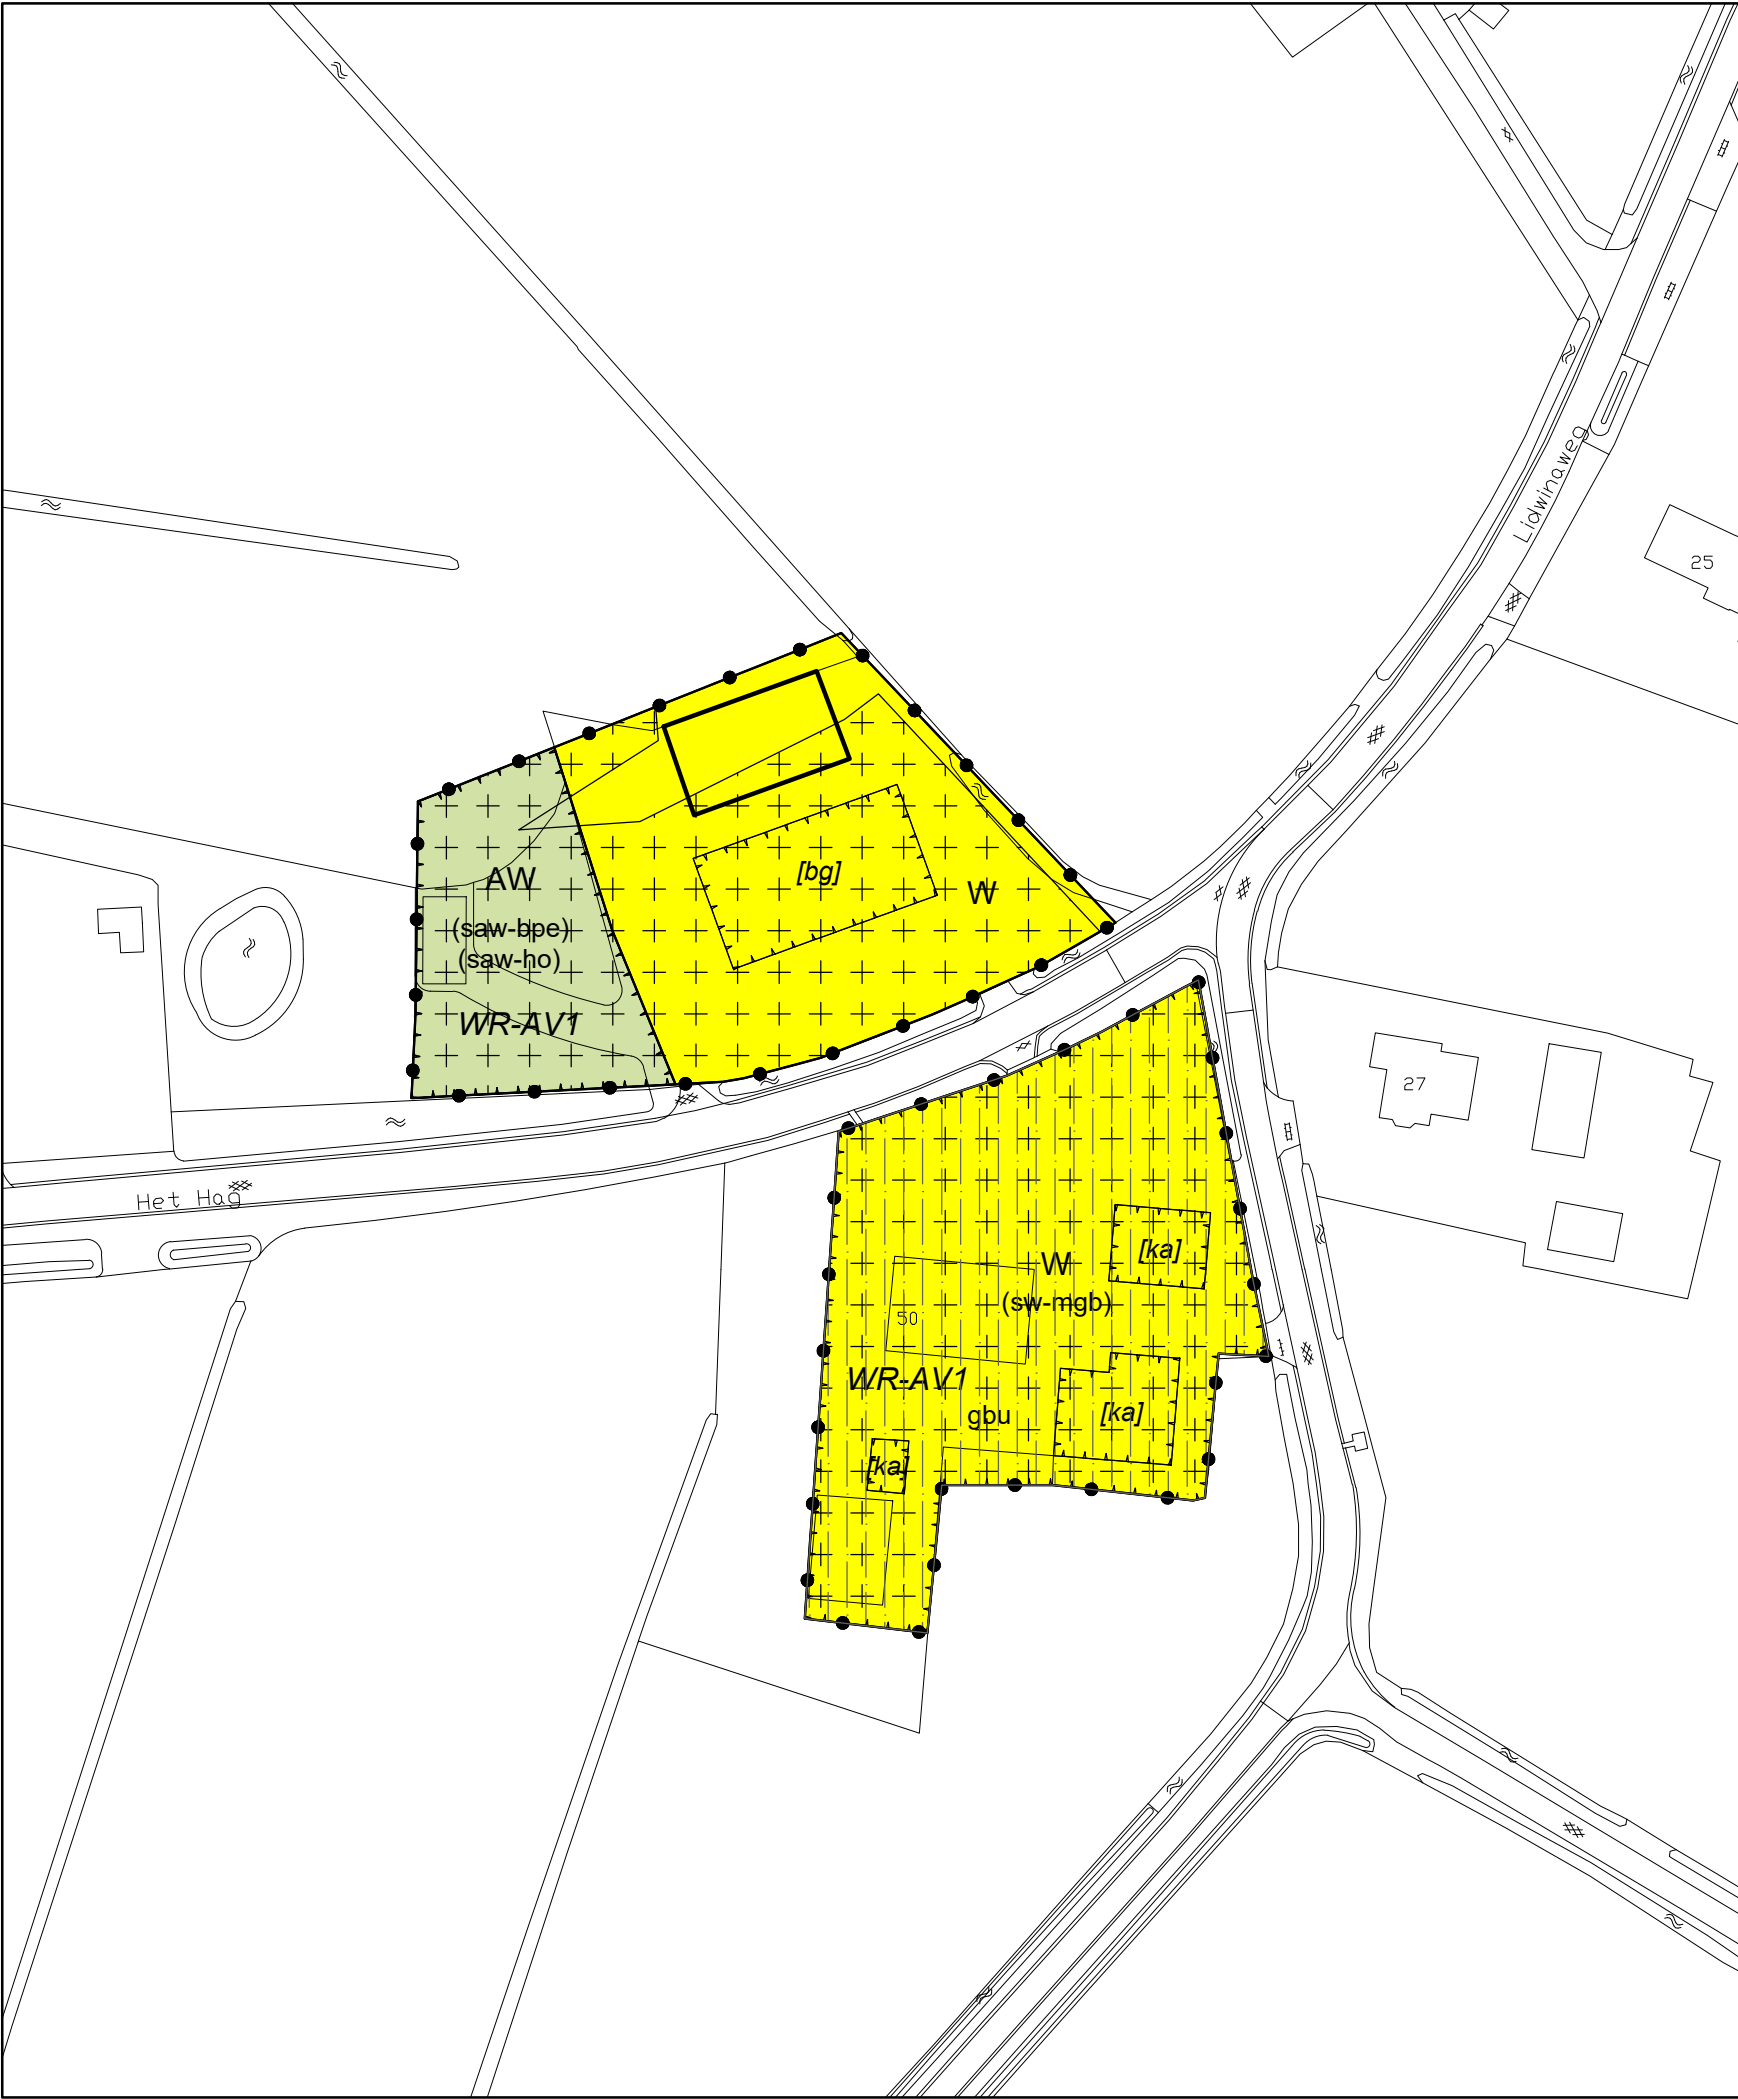 Lidwinaweg
25
[bg]
AW
W
(saw-bpe)
(saw-ho)
WR-AV1
27
Het Hag
[ka]
W
(sw-mgb)
50
WR-AV1
gbu
[ka]
[ka]